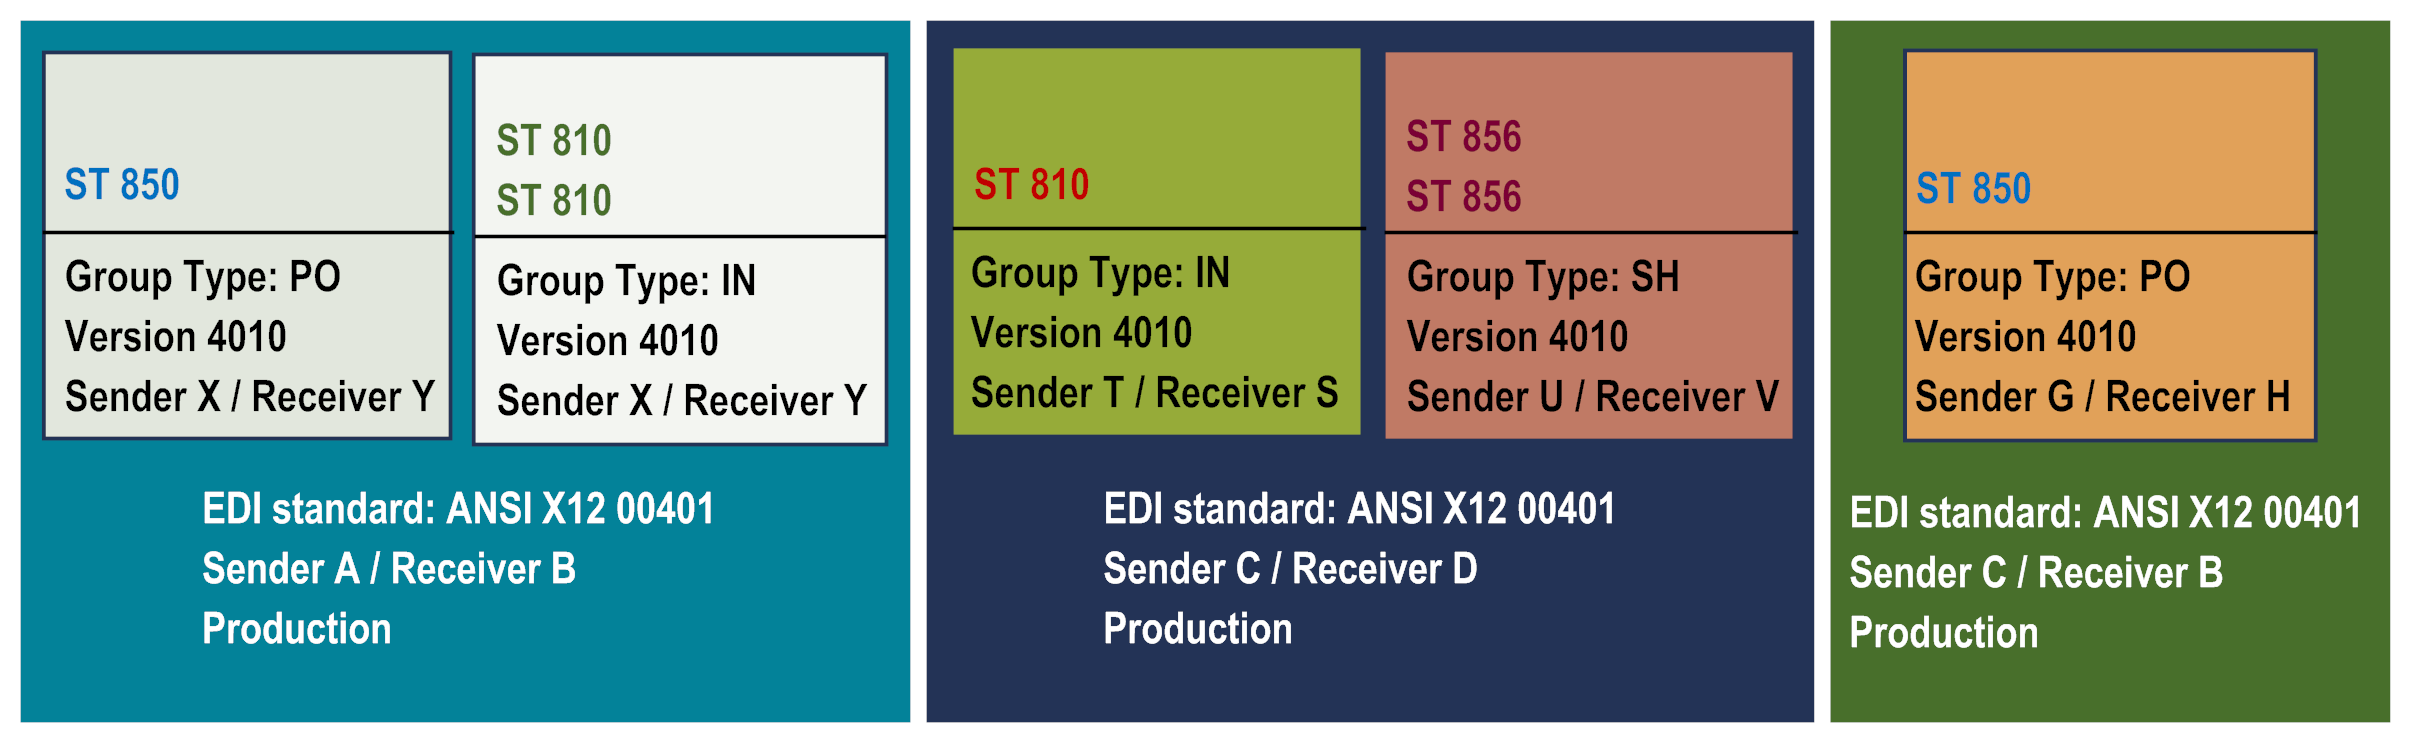 ST 850
Group Type: PO
Version 4010
Sender X / Receiver Y
ST 810
ST 810
Group Type: IN
Version 4010
Sender X / Receiver Y
EDI standard: ANSI X12 00401
Sender A / Receiver B
Production
ST 810
Group Type: IN
Version 4010
Sender T / Receiver S
ST 856
ST 856
Group Type: SH
Version 4010
Sender U / Receiver V
EDI standard: ANSI X12 00401
Sender C / Receiver D
Production
ST 850
Group Type: PO
Version 4010
Sender G / Receiver H
EDI standard: ANSI X12 00401
Sender C / Receiver B
Production